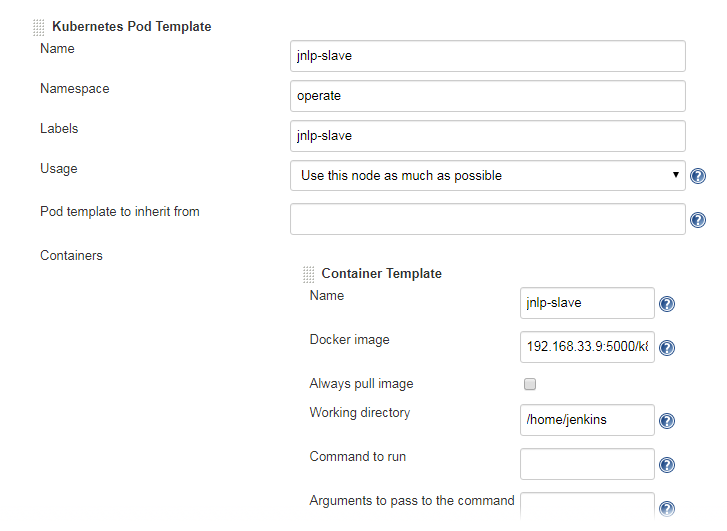 Kubernetes Pod Template
Name
jnlp-slave
Namespace
operate
Labels
jnlp-slave
Usage
Use this node as much as possible
Pod template to inherit from
Containers
Container Template
Name
jnlp-slave
Docker image
192.168.33.9:5000/k8
Always pull image
Working directory
/home/jenkins
Command to run
Arguments to pass to the command